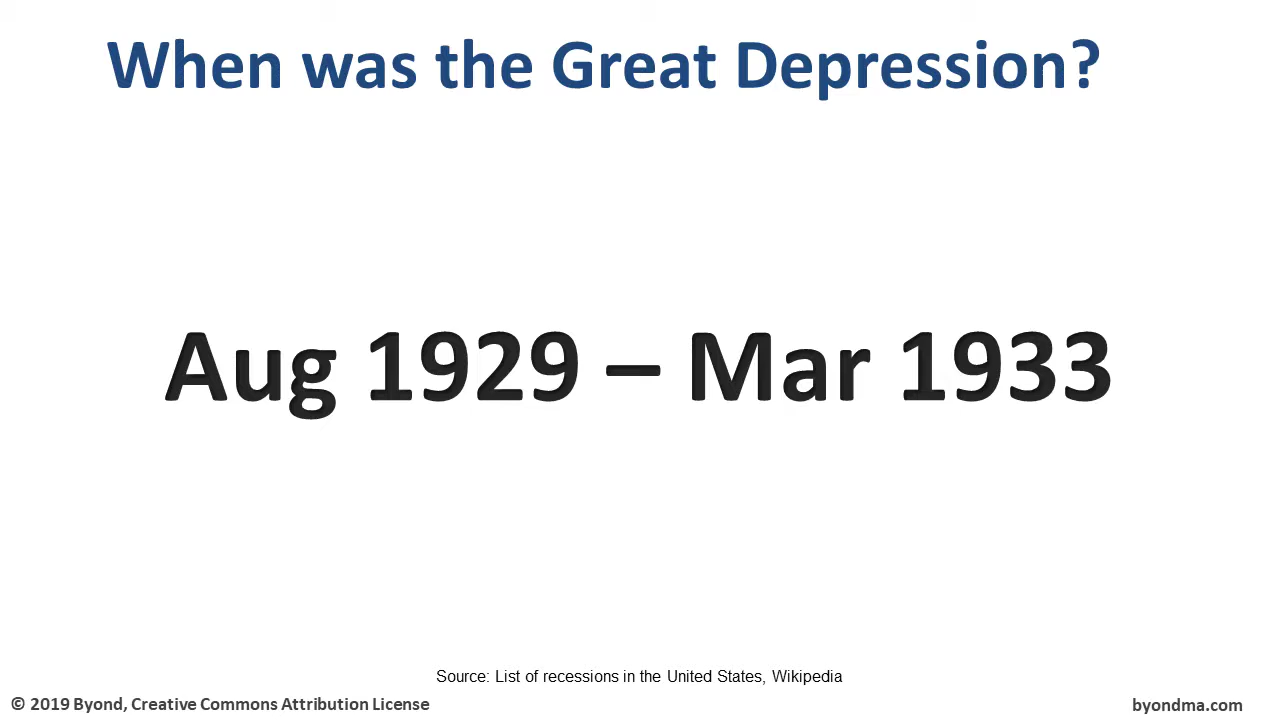 When was the Great Depression?
Aug 1929 – Mar 1933
Source: List of recessions in the United States, Wikipedia
© 2019 Byond, Creative Commons Attribution License
byondma.com